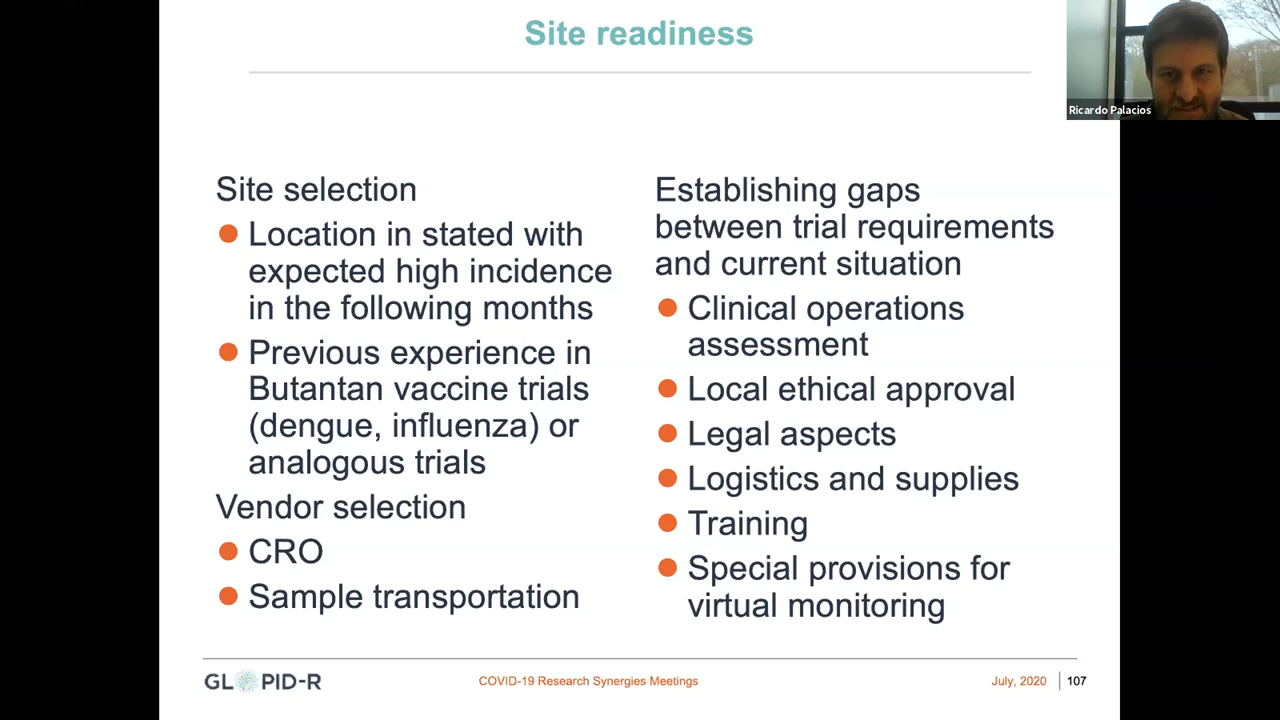 Site readiness
Ricardo Palacios
Site selection
Location in stated with
expected high incidence
in the following months
Previous experience in
Butantan vaccine trials
(dengue, influenza) or
analogous trials
Vendor selection
CRO
Sample transportation
Establishing gaps
between trial requirements
and current situation
Clinical operations
assessment
Local ethical approval
Legal aspects
Logistics and supplies
Training
Special provisions for
virtual monitoring
GLOPID-R
COVID-19 Research Synergies Meetings
July, 2020
107